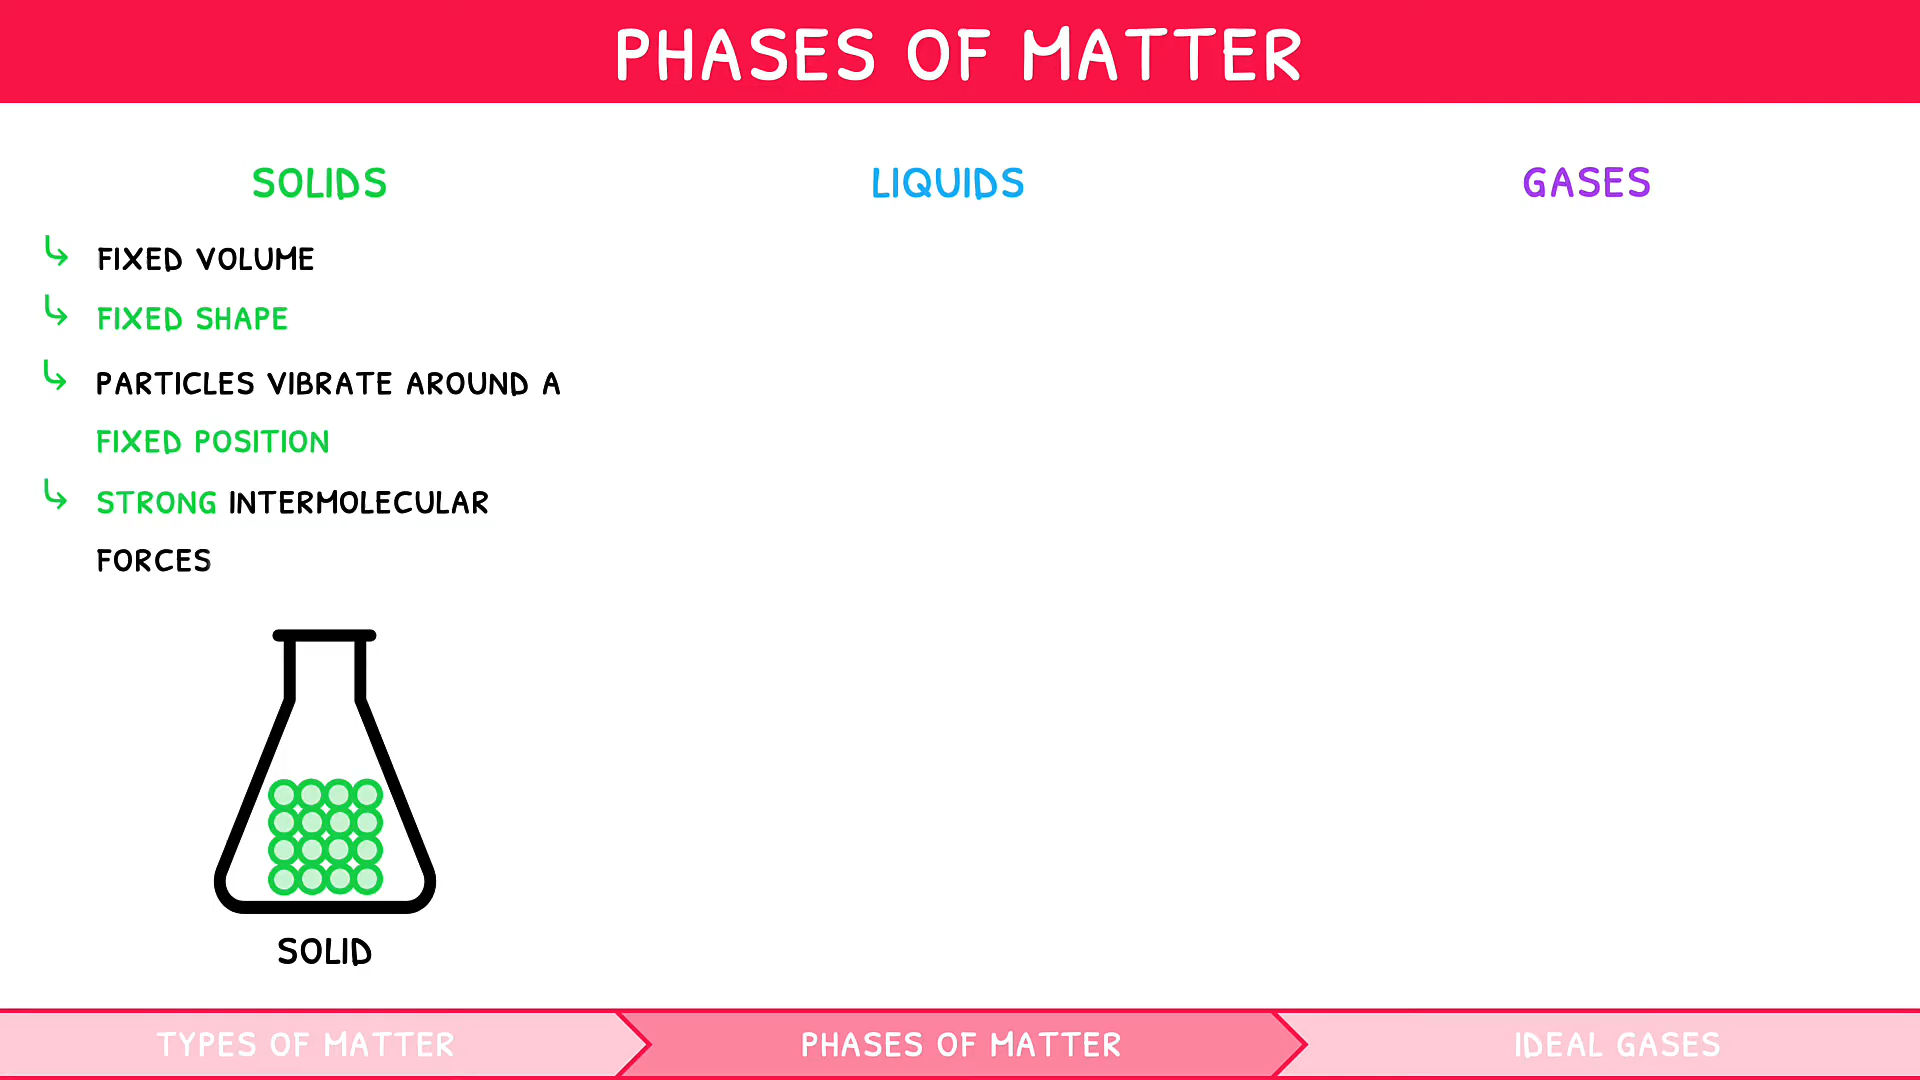 PHASES OF MATTER
SOLIDS
FIXED VOLUME
FIXED SHAPE
PARTICLES VIBRATE AROUND A
FIXED POSITION
STRONG INTERMOLECULAR
FORCES
SOLID
LIQUIDS
GASES
TYPES OF MATTER
PHASES OF MATTER
IDEAL GASES